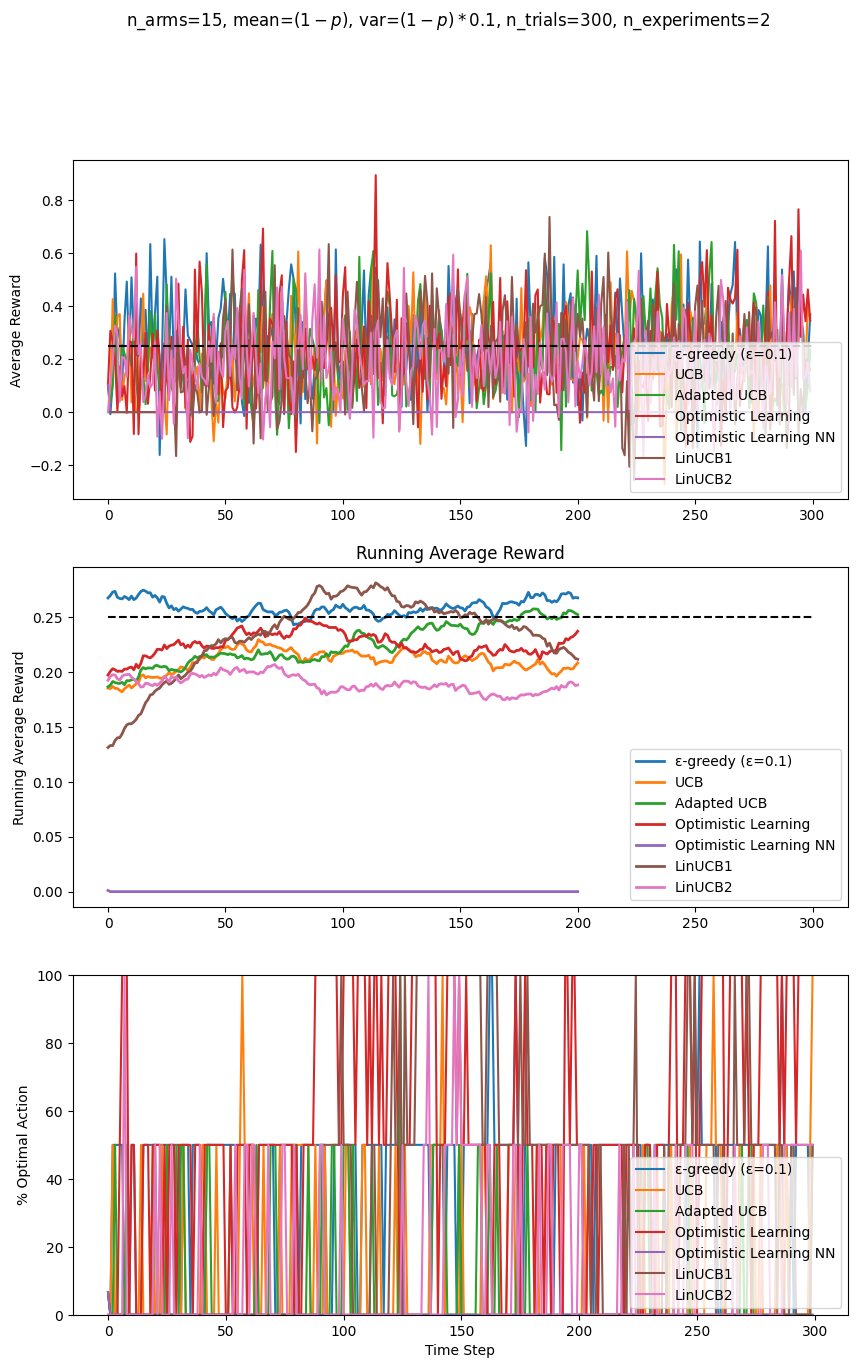 n_arms=15, mean=(1 − p), var=(1 − p) * 0.1, n_trials=300, n_experiments=2
Average Reward
0.8
0.6
0.4
0.2
0.0
−0.2
0 50 100 150 200 250 300
ε-greedy (ε=0.1)
UCB
Adapted UCB
Optimistic Learning
Optimistic Learning NN
LinUCB1
LinUCB2
Running Average Reward
Running Average Reward
0.25
0.20
0.15
0.10
0.05
0.00
0 50 100 150 200 250 300
ε-greedy (ε=0.1)
UCB
Adapted UCB
Optimistic Learning
Optimistic Learning NN
LinUCB1
LinUCB2
% Optimal Action
100
80
60
40
20
0
0 50 100 150 200 250 300
ε-greedy (ε=0.1)
UCB
Adapted UCB
Optimistic Learning
Optimistic Learning NN
LinUCB1
LinUCB2
Time Step